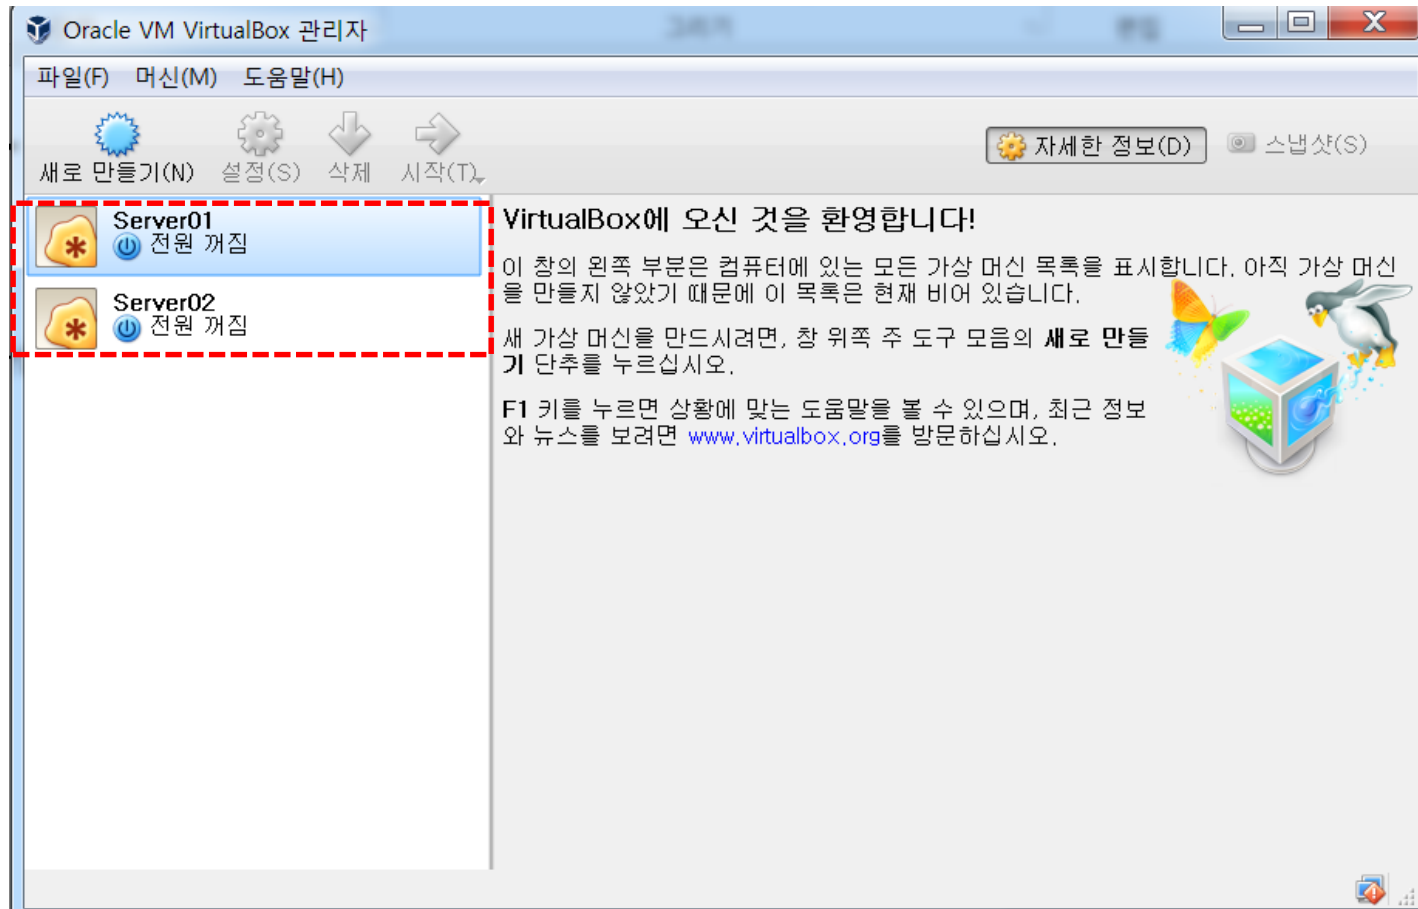 Oracle VM VirtualBox 관리자
파일(F) 머신(M) 도움말(H)
새로 만들기(N) 설정(S) 삭제 시작(T)
자세한 정보(D) 스냅샷(S)
Server01
전원 꺼짐
Server02
전원 꺼짐
VirtualBox에 오신 것을 환영합니다!
이 창의 왼쪽 부분은 컴퓨터에 있는 모든 가상 머신 목록을 표시합니다. 아직 가상 머신
을 만들지 않았기 때문에 이 목록은 현재 비어 있습니다.
새 가상 머신을 만드시려면, 창 위쪽 주 도구 모음의 새로 만들
기 단추를 누르십시오.
F1 키를 누르면 상황에 맞는 도움말을 볼 수 있으며, 최근 정보
와 뉴스를 보려면 www.virtualbox.org를 방문하십시오.